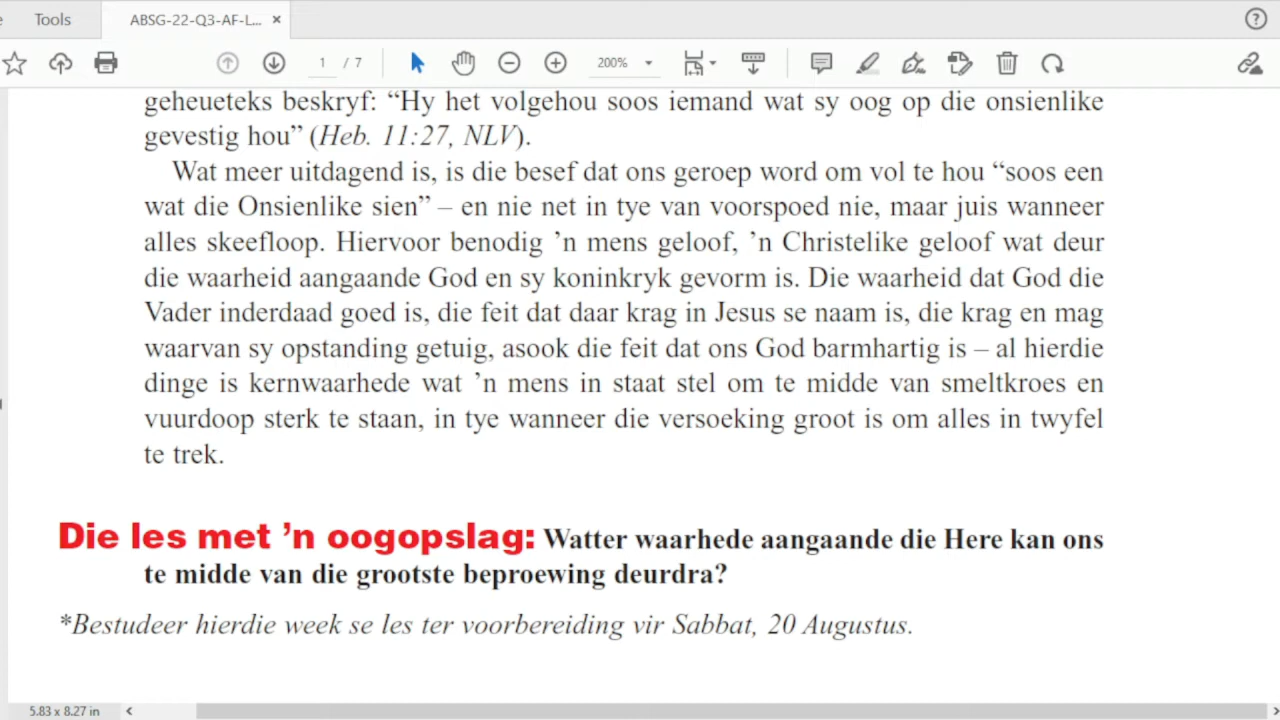 Tools
ABSG-22-Q3-AF-L... ×
1 / 7
200%
geheueteks beskryf: “Hy het volgehou soos iemand wat sy oog op die onsienlike
gevestig hou” (Heb. 11:27, NLV).
Wat meer uitdagend is, is die besef dat ons geroep word om vol te hou “soos een
wat die Onsienlike sien” – en nie net in tye van voorspoed nie, maar juis wanneer
alles skeefloop. Hiervoor benodig ’n mens geloof, ’n Christelike geloof wat deur
die waarheid aangaande God en sy koninkryk gevorm is. Die waarheid dat God die
Vader inderdaad goed is, die feit dat daar krag in Jesus se naam is, die krag en mag
waarvan sy opstanding getuig, asook die feit dat ons God barmhartig is – al hierdie
dinge is kernwaarhede wat ’n mens in staat stel om te midde van smeltkroes en
vuurdoop sterk te staan, in tye wanneer die versoeking groot is om alles in twyfel
te trek.
Die les met ’n oogopslag: Watter waarhede aangaande die Here kan ons
te midde van die grootste beproewing deurdra?
*Bestudeer hierdie week se les ter voorbereiding vir Sabbat, 20 Augustus.
5.83 x 8.27 in